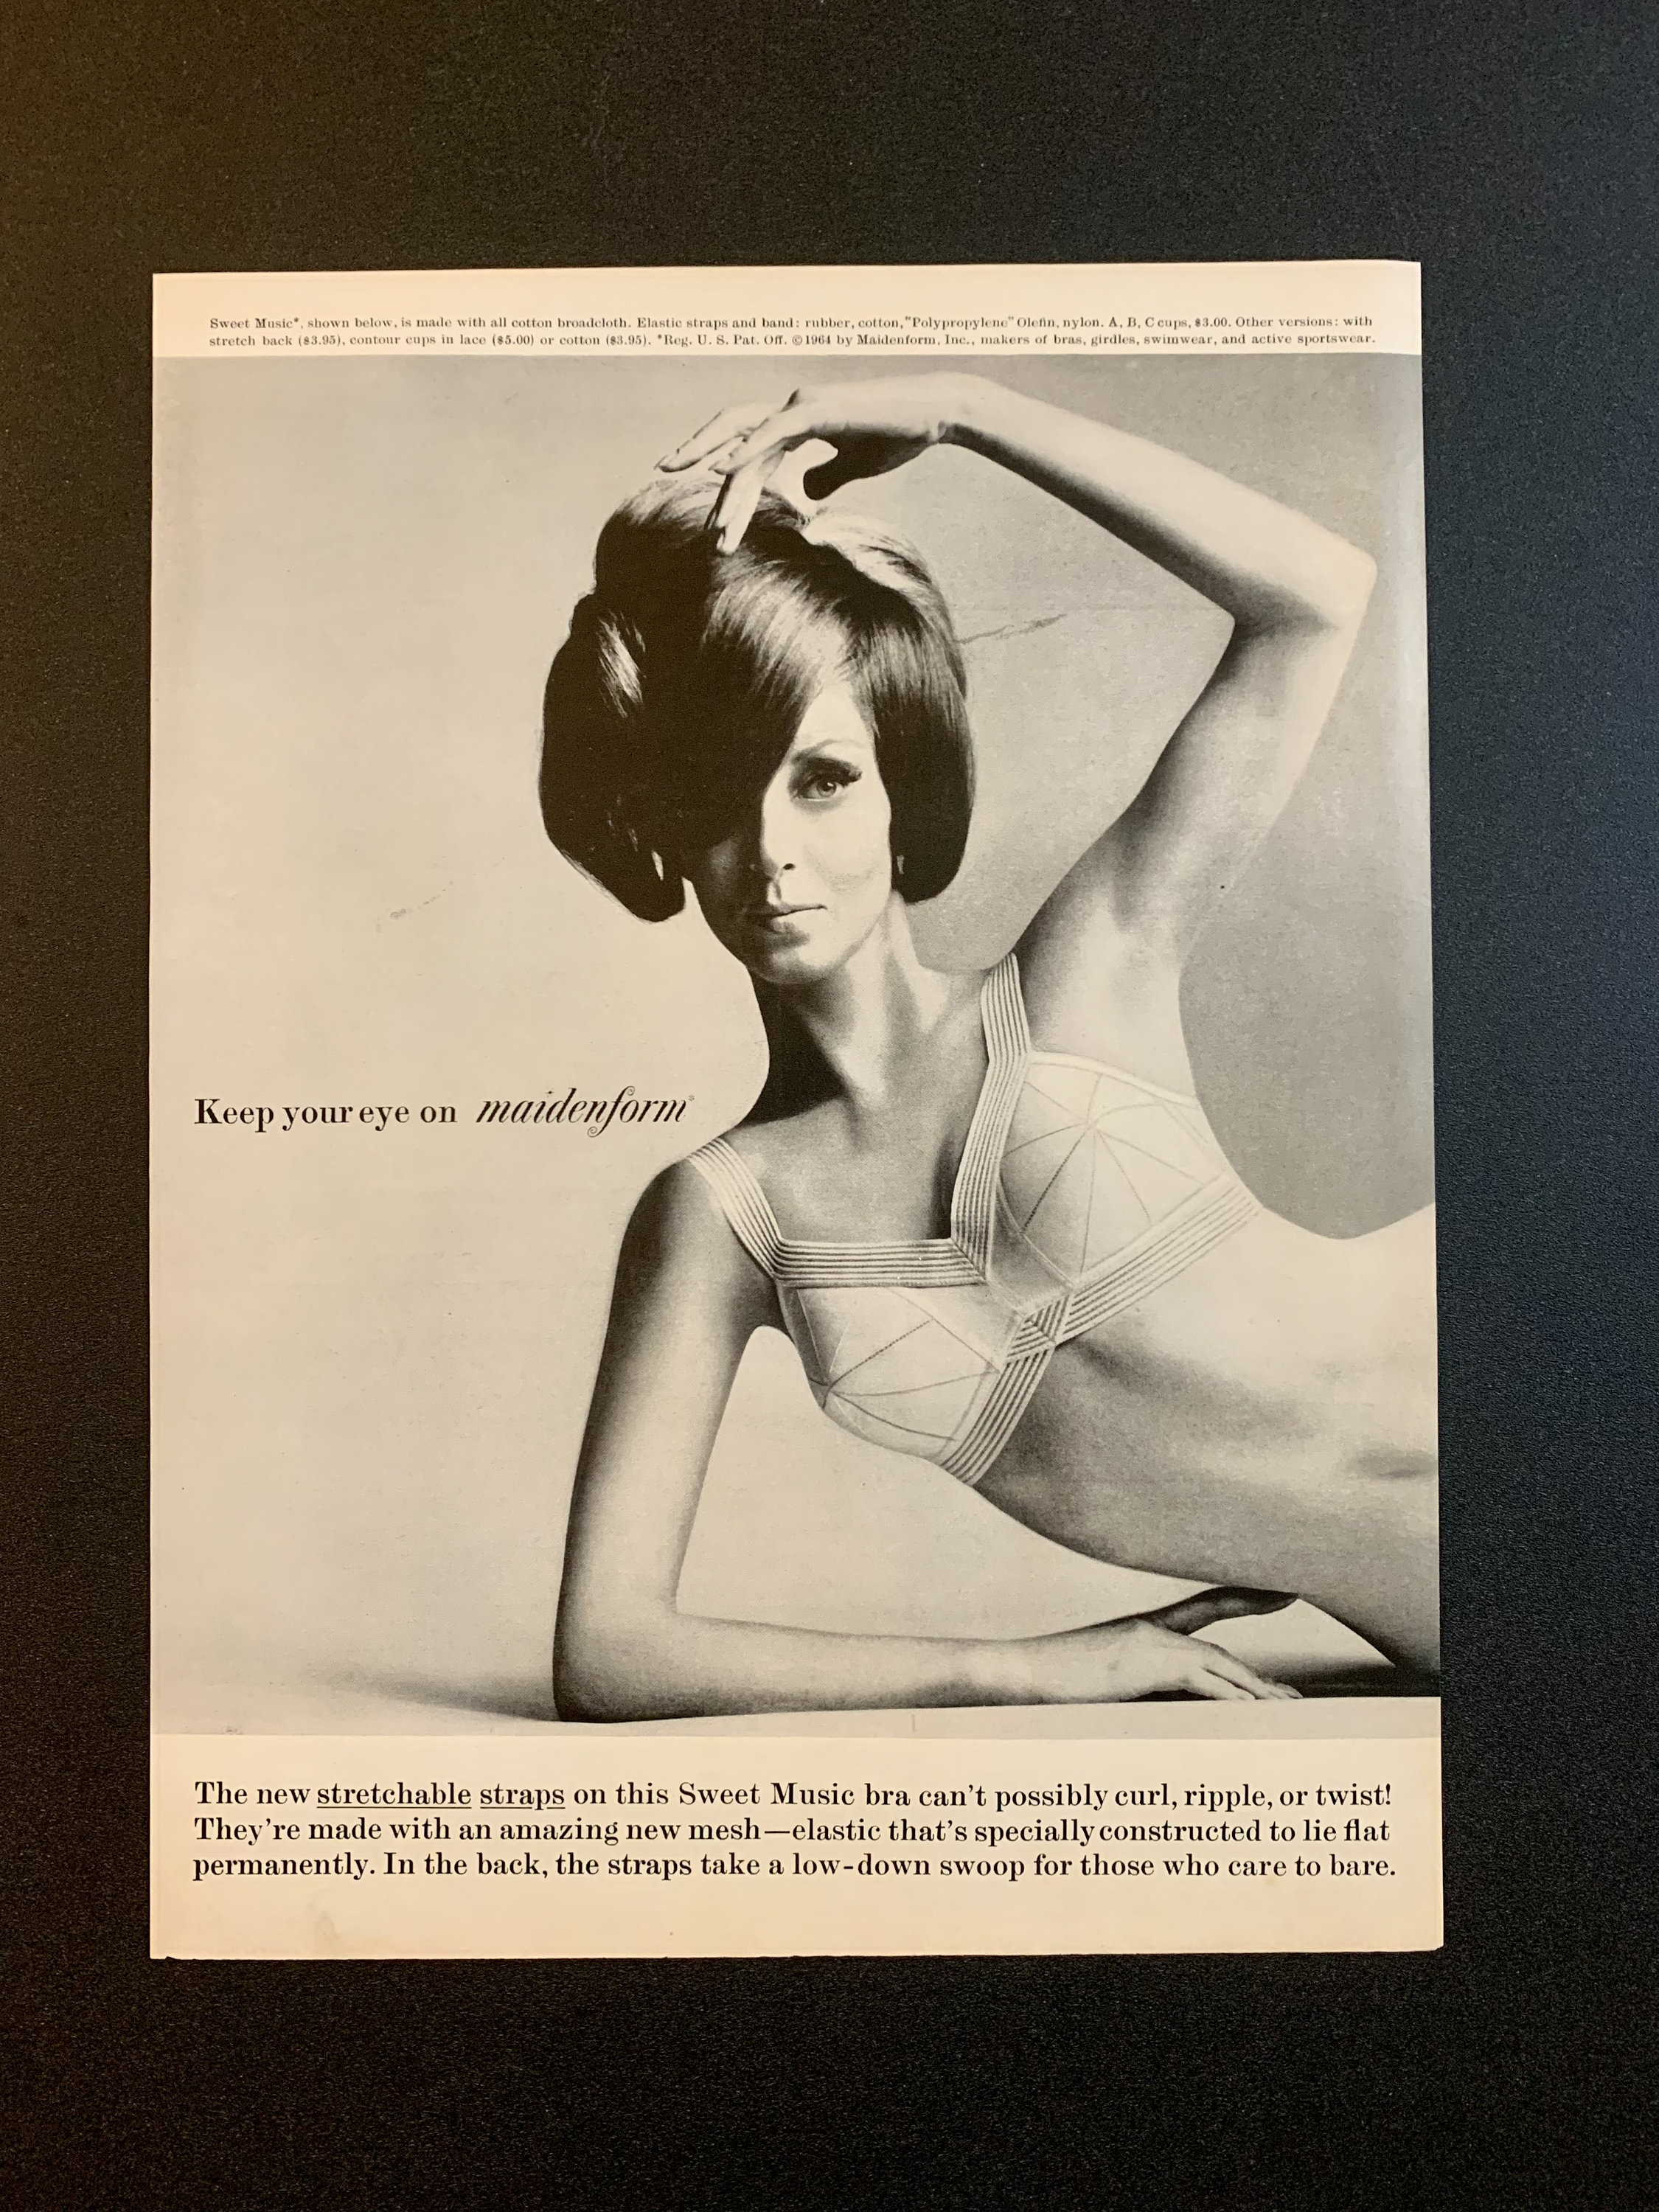 Sweet Music*, shown below, is made with all cotton broadcloth. Elastic straps and band: rubber, cotton, "Polypropylene" Olefin, nylon. A, B, C cups, $3.00. Other versions: with
stretch back ($3.95), contour cups in lace ($5.00) or cotton ($3.95). *Reg. U. S. Pat. Off. ©1964 by Maidenform, Inc., makers of bras, girdles, swimwear, and active sportswear.
Keep your eye on maidenform*
The new stretchable straps on this Sweet Music bra can't possibly curl, ripple, or twist!
They're made with an amazing new mesh—elastic that's specially constructed to lie flat
permanently. In the back, the straps take a low-down swoop for those who care to bare.